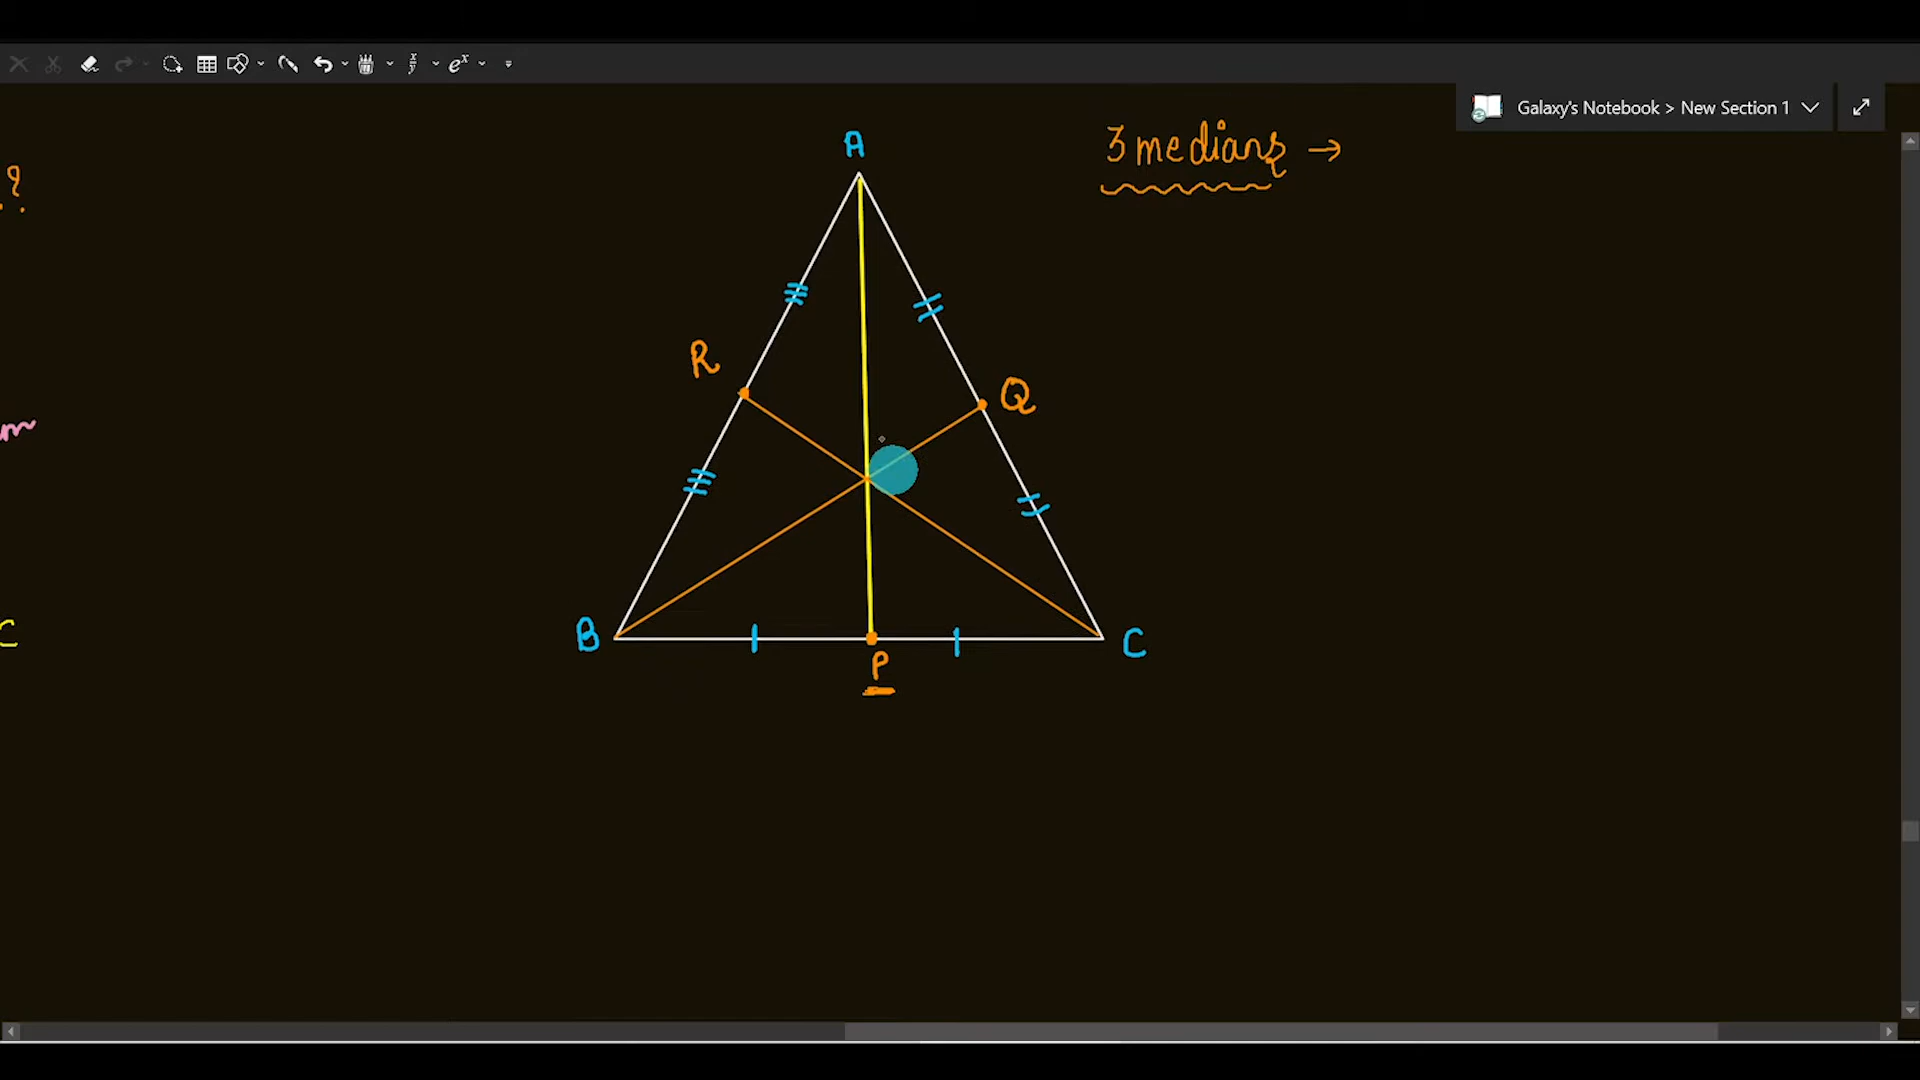 Galaxy's Notebook > New Section 1
3 medians →
A
?
R
Q
B
C
P
C